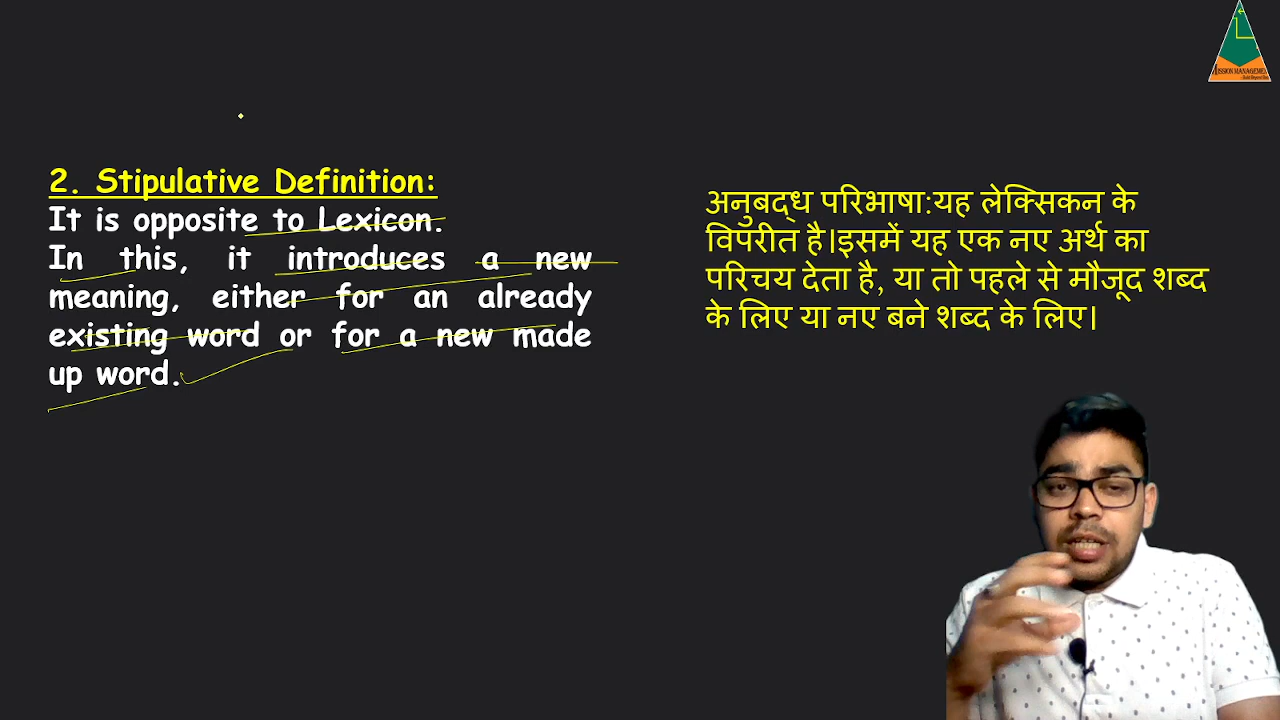 2. Stipulative Definition:
It is opposite to Lexicon.
In this, it introduces a new
meaning, either for an already
existing word or for a new made
up word.
अनुबद्ध परिभाषा:यह लेक्सिकन के
विपरीत है।इसमें यह एक नए अर्थ का
परिचय देता है, या तो पहले से मौजूद शब्द
के लिए या नए बने शब्द के लिए।